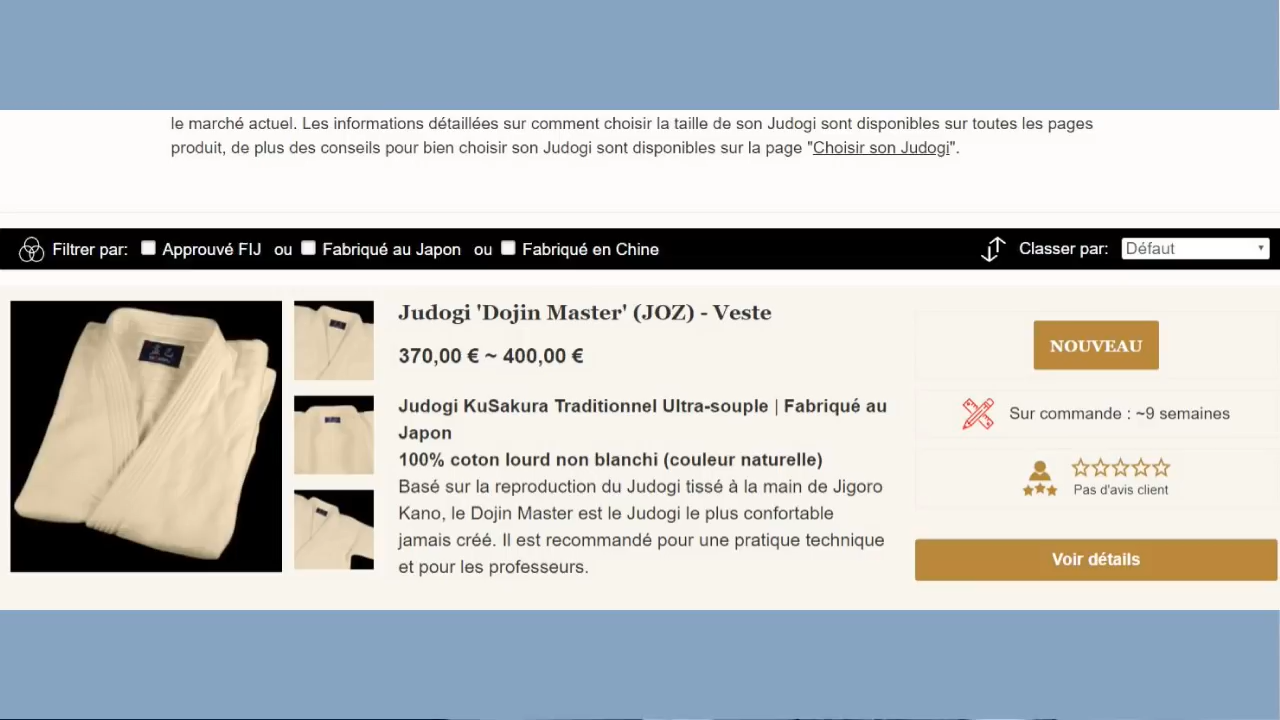 le marché actuel. Les informations détaillées sur comment choisir la taille de son Judogi sont disponibles sur toutes les pages
produit, de plus des conseils pour bien choisir son Judogi sont disponibles sur la page "Choisir son Judogi".
Filtrer par: Approuvé FIJ ou Fabriqué au Japon ou Fabriqué en Chine
Classer par: Défaut
Judogi 'Dojin Master' (JOZ) - Veste
370,00 € ~ 400,00 €
Judogi KuSakura Traditionnel Ultra-souple | Fabriqué au
Japon
100% coton lourd non blanchi (couleur naturelle)
Basé sur la reproduction du Judogi tissé à la main de Jigoro
Kano, le Dojin Master est le Judogi le plus confortable
jamais créé. Il est recommandé pour une pratique technique
et pour les professeurs.
NOUVEAU
Sur commande : ~9 semaines
Pas d'avis client
Voir détails